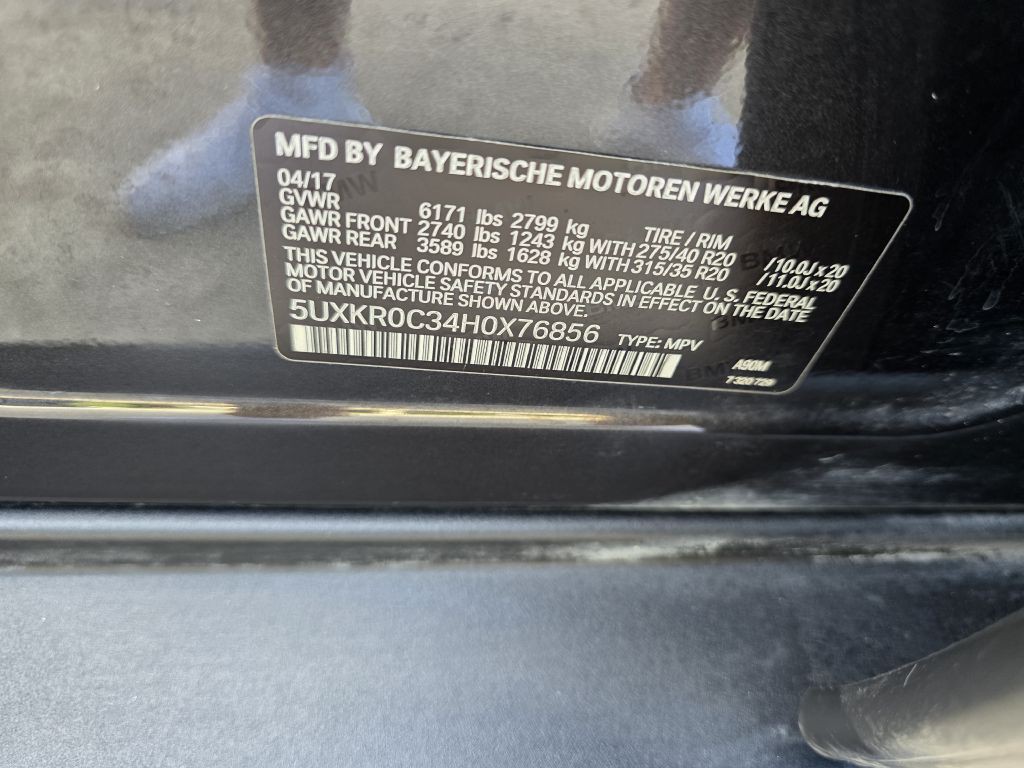 MFD BY BAYERISCHE MOTOREN WERKE AG
04/17
GVWR 6171 lbs 2799 kg TIRE / RIM
GAWR FRONT 2740 lbs 1243 kg WITH 275/40 R20 /10.0J x 20
GAWR REAR 3589 lbs 1628 kg WITH 315/35 R20 /11.0J x 20
THIS VEHICLE CONFORMS TO ALL APPLICABLE U. S. FEDERAL
MOTOR VEHICLE SAFETY STANDARDS IN EFFECT ON THE DATE
OF MANUFACTURE SHOWN ABOVE.
5UXKR0C34H0X76856 TYPE: MPV
A90M